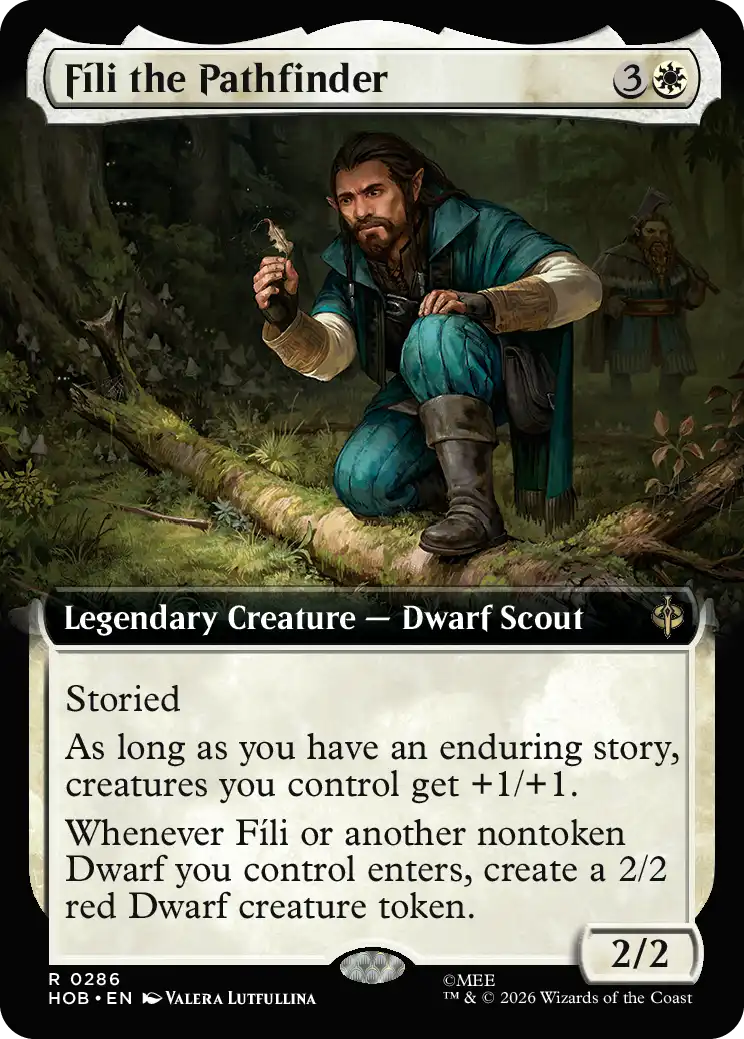 Fíli the Pathfinder 3
Legendary Creature — Dwarf Scout
Storied
As long as you have an enduring story,
creatures you control get +1/+1.
Whenever Fíli or another nontoken
Dwarf you control enters, create a 2/2
red Dwarf creature token.
2/2
R 0286
HOB • EN Valera Lutfullina
©MEE
™ & © 2026 Wizards of the Coast